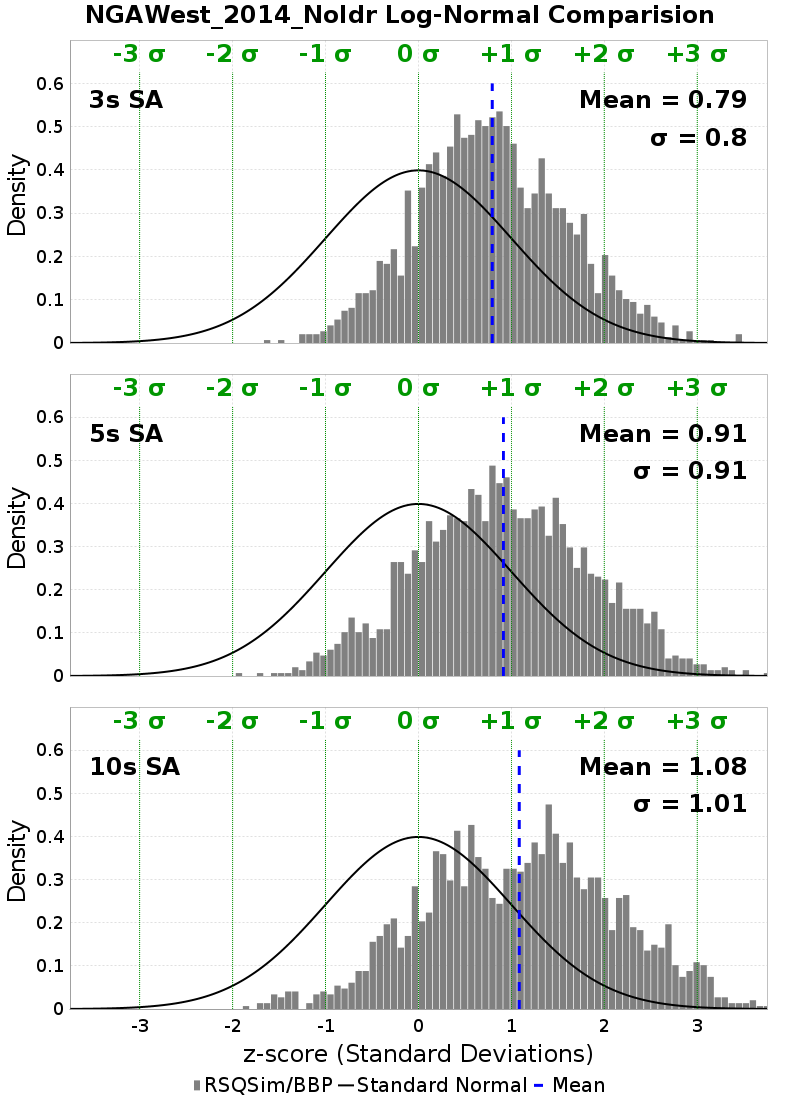 NGAWest_2014_NoIdr Log-Normal Comparision
-3 σ -2 σ -1 σ 0 σ +1 σ +2 σ +3 σ
3s SA
Mean = 0.79
σ = 0.8
Density
0.6
0.5
0.4
0.3
0.2
0.1
0
-3 σ -2 σ -1 σ 0 σ +1 σ +2 σ +3 σ
5s SA
Mean = 0.91
σ = 0.91
Density
0.6
0.5
0.4
0.3
0.2
0.1
0
-3 σ -2 σ -1 σ 0 σ +1 σ +2 σ +3 σ
10s SA
Mean = 1.08
σ = 1.01
Density
0.6
0.5
0.4
0.3
0.2
0.1
0
-3 -2 -1 0 1 2 3
z-score (Standard Deviations)
RSQSim/BBP Standard Normal Mean